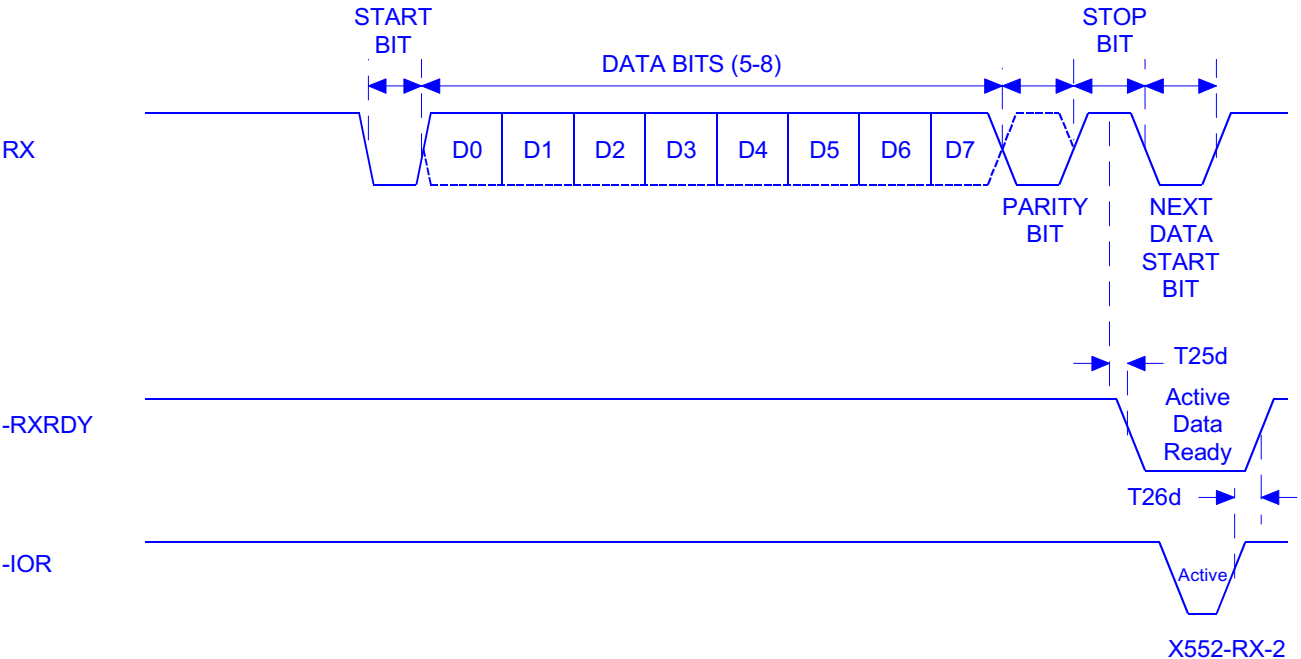 START
BIT
STOP
BIT
DATA BITS (5-8)
RX
D0 D1 D2 D3 D4 D5 D6 D7
PARITY
BIT
NEXT
DATA
START
BIT
T25d
-RXRDY
Active
Data
Ready
T26d
-IOR
Active
X552-RX-2